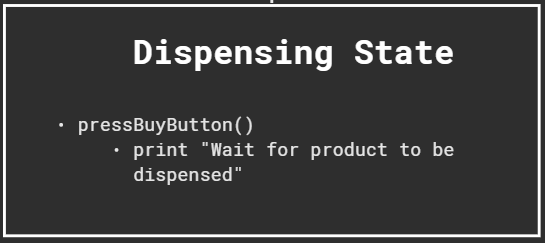 Dispensing State
• pressBuyButton()
• print "Wait for product to be
dispensed"